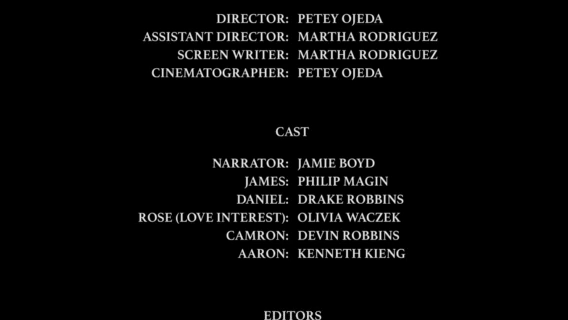 DIRECTOR: PETEY OJEDA
ASSISTANT DIRECTOR: MARTHA RODRIGUEZ
SCREEN WRITER: MARTHA RODRIGUEZ
CINEMATOGRAPHER: PETEY OJEDA
CAST
NARRATOR: JAMIE BOYD
JAMES: PHILIP MAGIN
DANIEL: DRAKE ROBBINS
ROSE (LOVE INTEREST): OLIVIA WACZEK
CAMRON: DEVIN ROBBINS
AARON: KENNETH KIENG
EDITORS